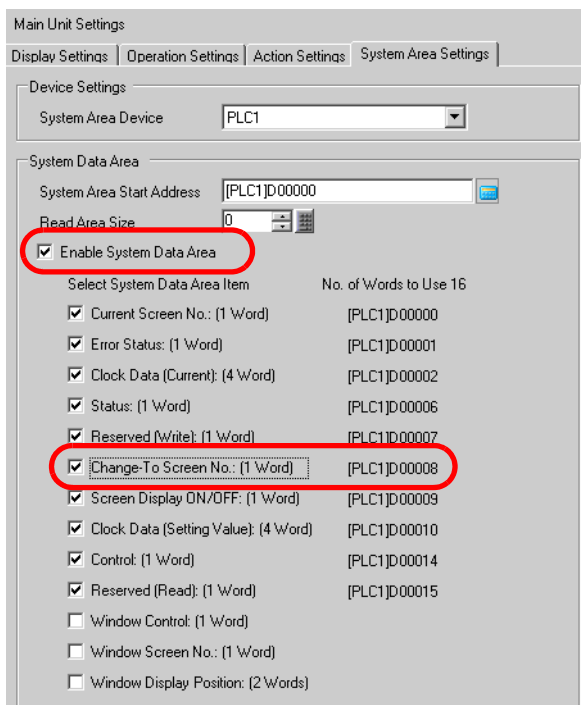 Main Unit Settings
Display Settings Operation Settings Action Settings System Area Settings
Device Settings
System Area Device PLC1
System Data Area
System Area Start Address [PLC1]D00000
Read Area Size 0
Enable System Data Area
Select System Data Area Item No. of Words to Use 16
Current Screen No.: (1 Word) [PLC1]D00000
Error Status: (1 Word) [PLC1]D00001
Clock Data (Current): (4 Word) [PLC1]D00002
Status: (1 Word) [PLC1]D00006
Reserved (Write): (1 Word) [PLC1]D00007
Change-To Screen No.: (1 Word) [PLC1]D00008
Screen Display ON/OFF: (1 Word) [PLC1]D00009
Clock Data (Setting Value): (4 Word) [PLC1]D00010
Control: (1 Word) [PLC1]D00014
Reserved (Read): (1 Word) [PLC1]D00015
Window Control: (1 Word)
Window Screen No.: (1 Word)
Window Display Position: (2 Words)